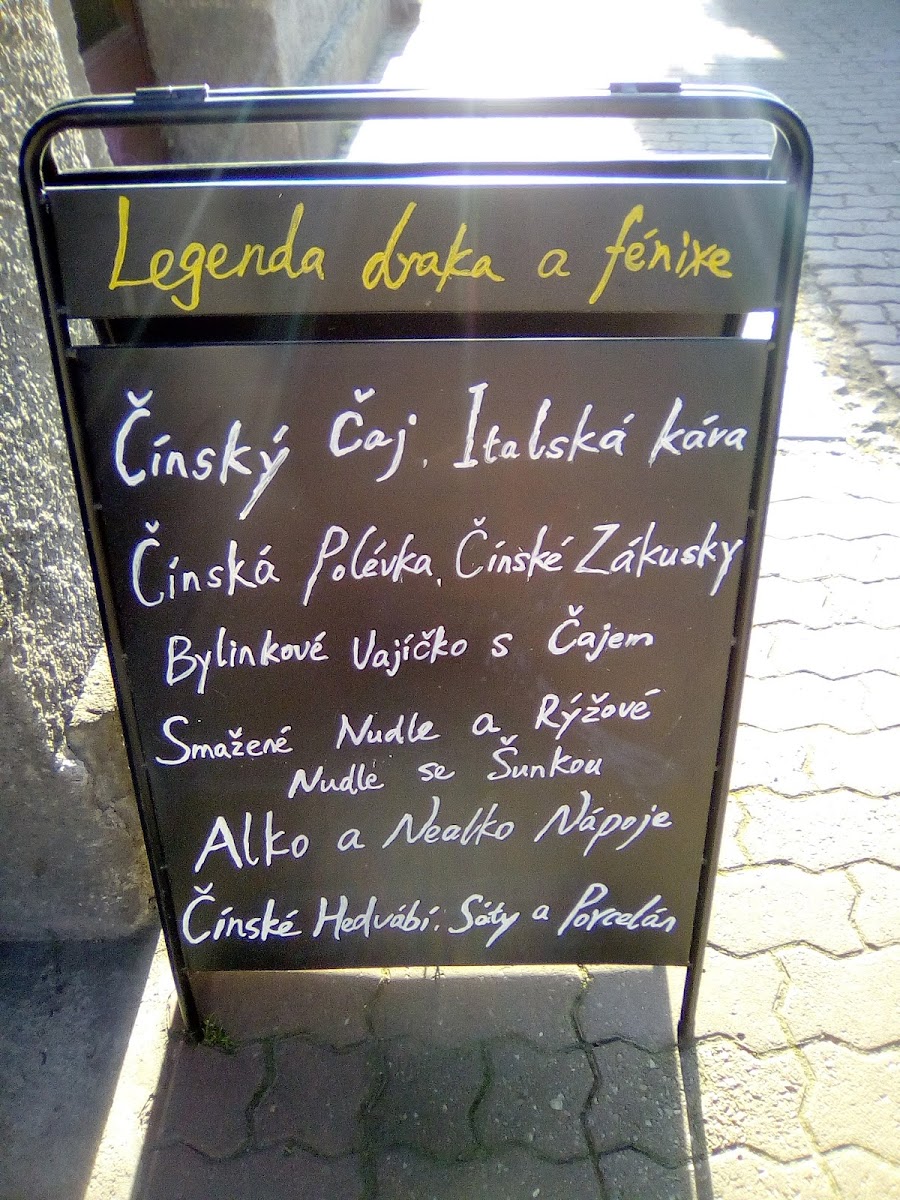 Legenda draka a fénixe
Čínský Čaj, Italská káva
Čínská Polévka, Čínské Zákusky
Bylinkové Vajíčko s Čajem
Smažené Nudle a Rýžové
Nudle se Šunkou
Alko a Nealko Nápoje
Čínské Hedvábí, Šáty a Porcelán